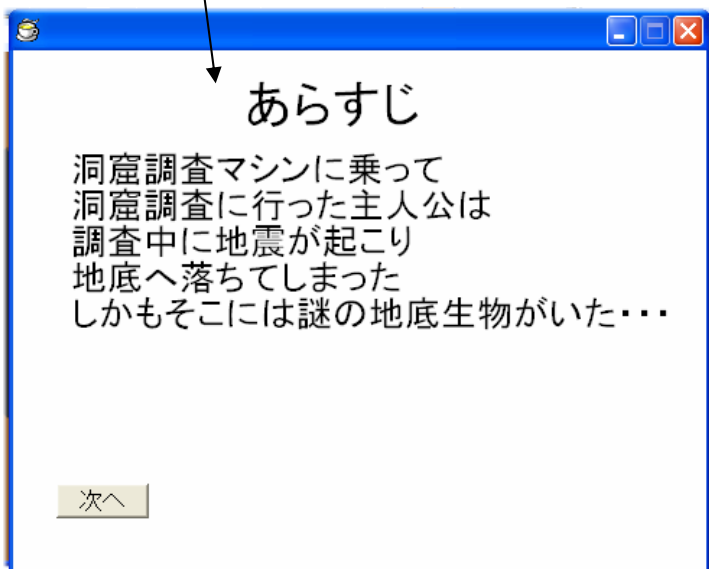 あらすじ
洞窟調査マシンに乗って
洞窟調査に行った主人公は
調査中に地震が起こり
地底へ落ちてしまった
しかもそこには謎の地底生物がいた・・・
次へ